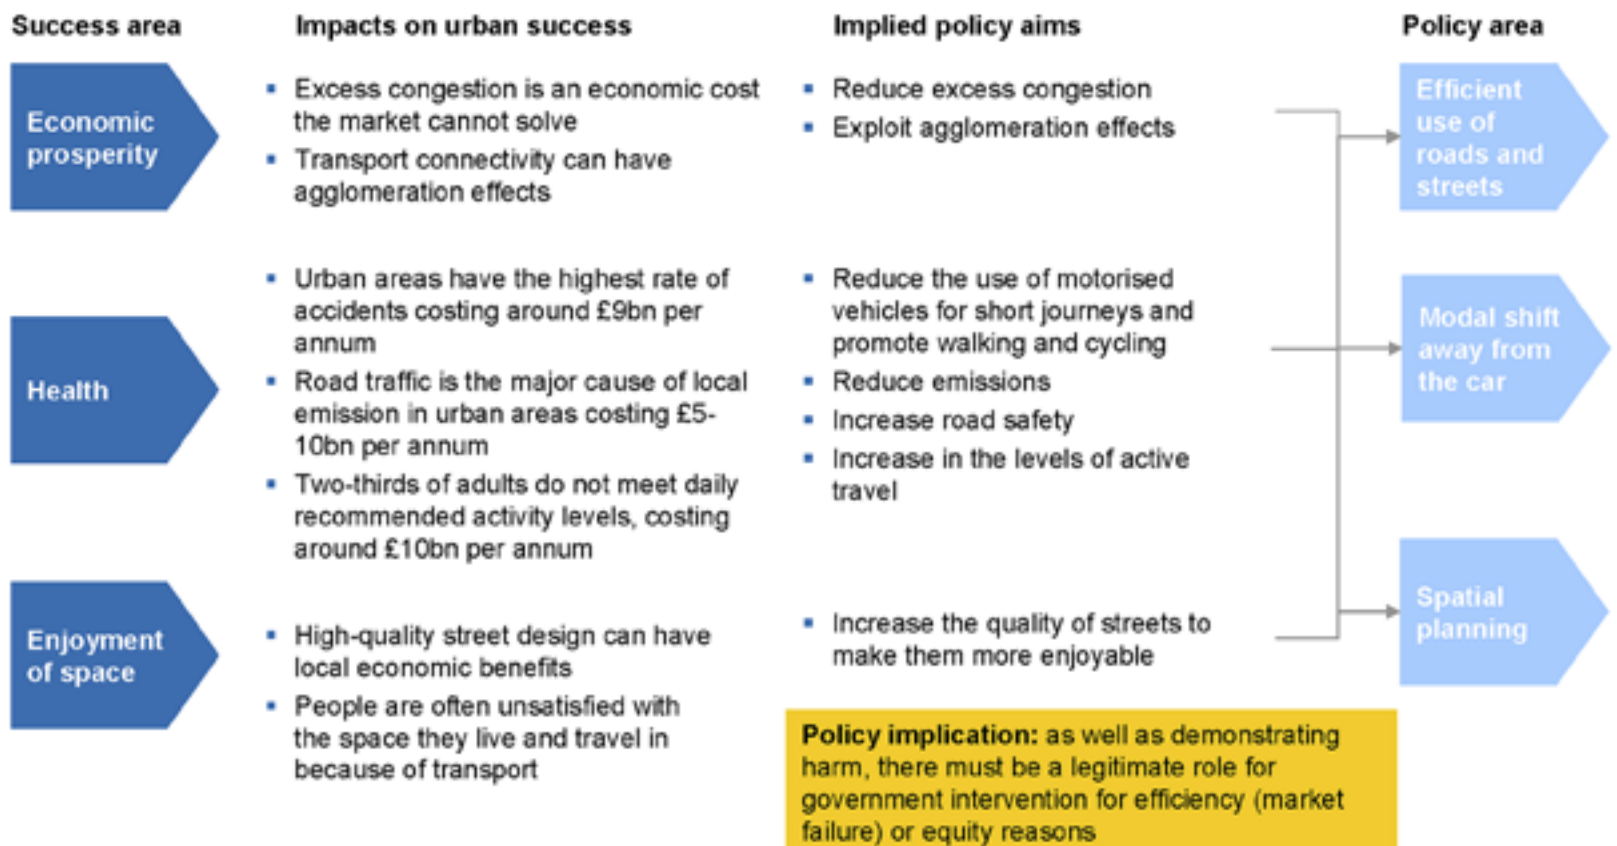 Success area
Impacts on urban success
Implied policy aims
Policy area
Economic
prosperity
▪ Excess congestion is an economic cost
the market cannot solve
▪ Transport connectivity can have
agglomeration effects
▪ Reduce excess congestion
▪ Exploit agglomeration effects
Efficient
use of
roads and
streets
Health
▪ Urban areas have the highest rate of
accidents costing around £9bn per
annum
▪ Road traffic is the major cause of local
emission in urban areas costing £5-
10bn per annum
▪ Two-thirds of adults do not meet daily
recommended activity levels, costing
around £10bn per annum
▪ Reduce the use of motorised
vehicles for short journeys and
promote walking and cycling
▪ Reduce emissions
▪ Increase road safety
▪ Increase in the levels of active
travel
Modal shift
away from
the car
Enjoyment
of space
▪ High-quality street design can have
local economic benefits
▪ People are often unsatisfied with
the space they live and travel in
because of transport
▪ Increase the quality of streets to
make them more enjoyable
Spatial
planning
Policy implication: as well as demonstrating
harm, there must be a legitimate role for
government intervention for efficiency (market
failure) or equity reasons